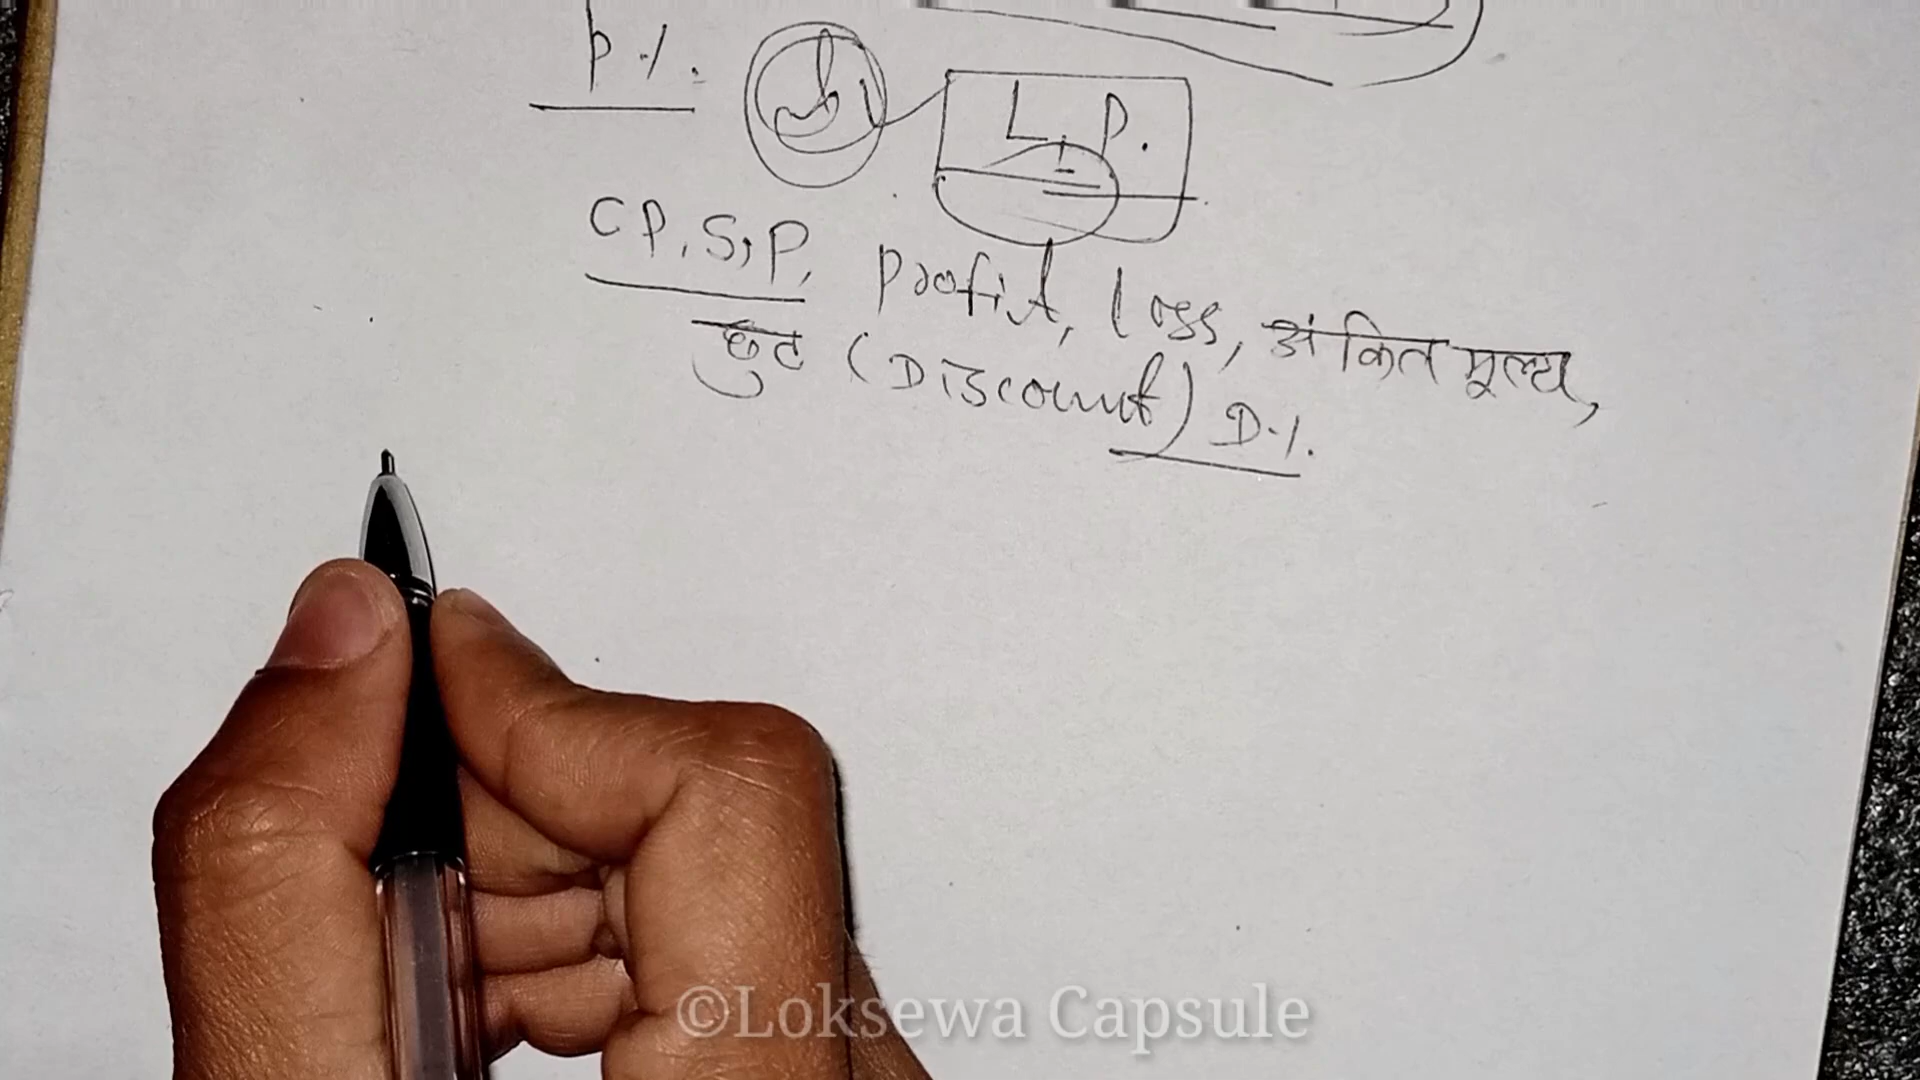 P.%.
L.P.
CP, S.P, profit, loss, अंकित मूल्य,
छुट (Discount) D.%.
©Loksewa Capsule